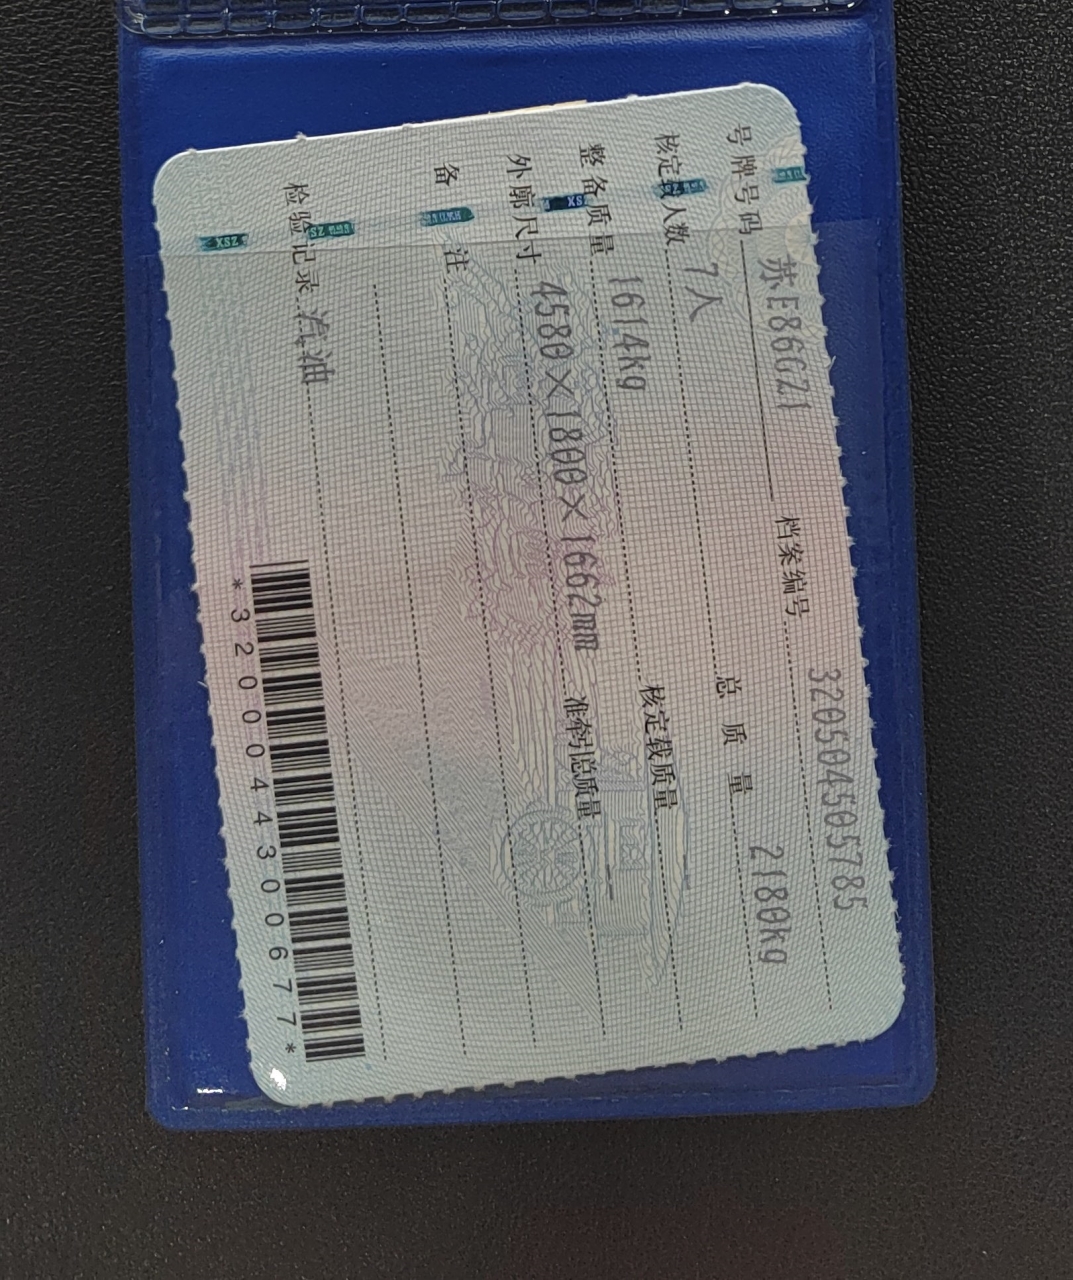 号牌号码 苏E86GZ1 档案编号 320504505785
核定载人数 7人 总质量 2180kg
整备质量 1614kg 核定载质量
外廓尺寸 4580×1800×1662mm 准牵引总质量
备注
检验记录 汽油
*3200044300677*